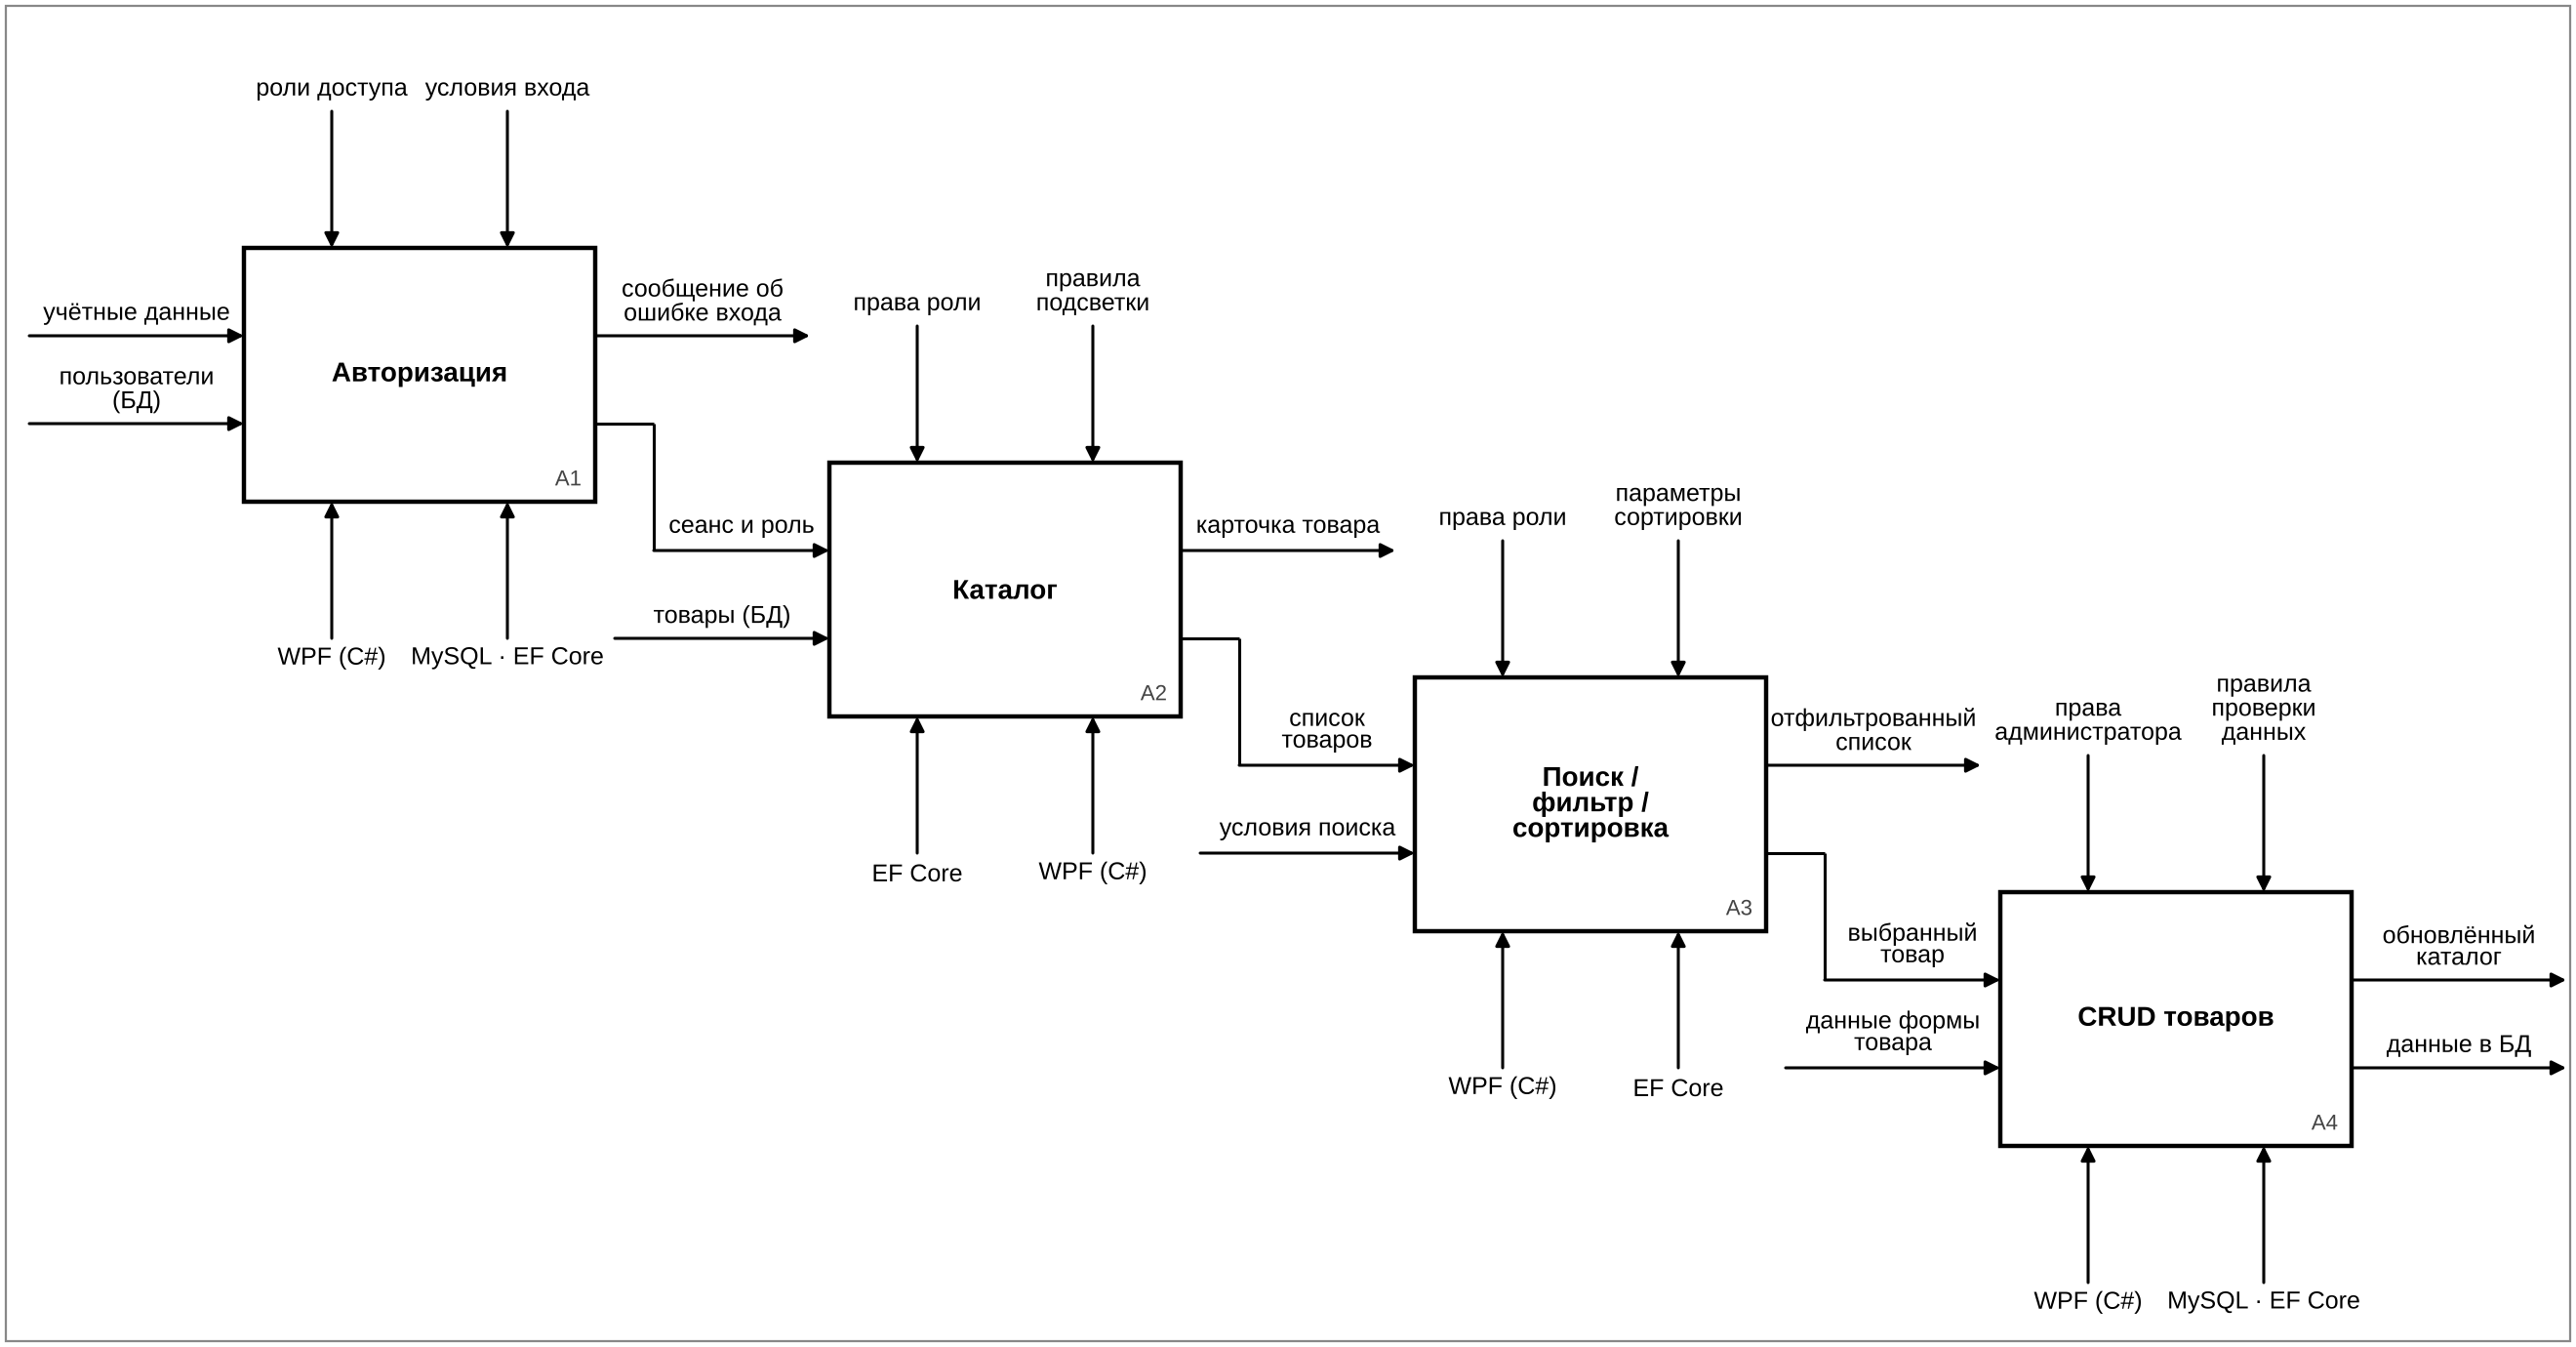 роли доступа
условия входа
учётные данные
пользователи
(БД)
Авторизация
A1
сообщение об
ошибке входа
WPF (C#)
MySQL · EF Core
права роли
правила
подсветки
сеанс и роль
товары (БД)
Каталог
A2
карточка товара
EF Core
WPF (C#)
права роли
параметры
сортировки
список
товаров
условия поиска
Поиск /
фильтр /
сортировка
A3
отфильтрованный
список
WPF (C#)
EF Core
права
администратора
правила
проверки
данных
выбранный
товар
данные формы
товара
CRUD товаров
A4
обновлённый
каталог
данные в БД
WPF (C#)
MySQL · EF Core